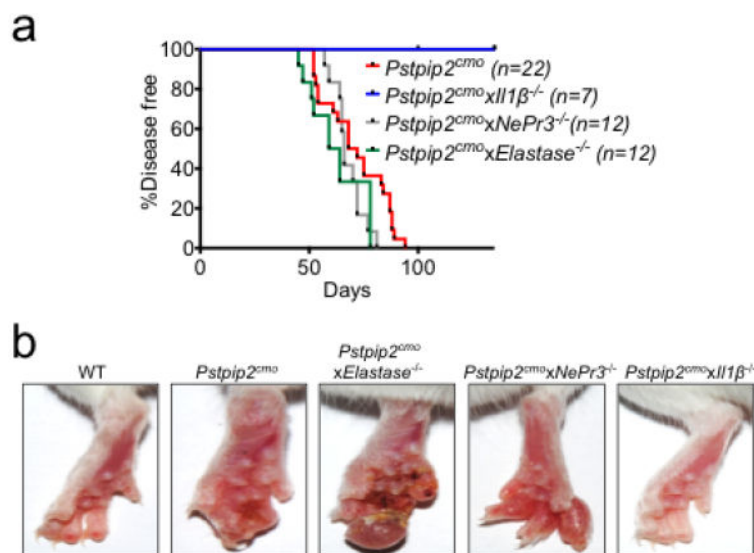 a
100
80
60
40
20
0
%Disease free
0 50 100
Days
Pstpip2cmo (n=22)
Pstpip2cmoxIl1β-/- (n=7)
Pstpip2cmoxNePr3-/-(n=12)
Pstpip2cmoxElastase-/- (n=12)
b
WT
Pstpip2cmo
Pstpip2cmo
xElastase-/-
Pstpip2cmoxNePr3-/-
Pstpip2cmoxIl1β-/-